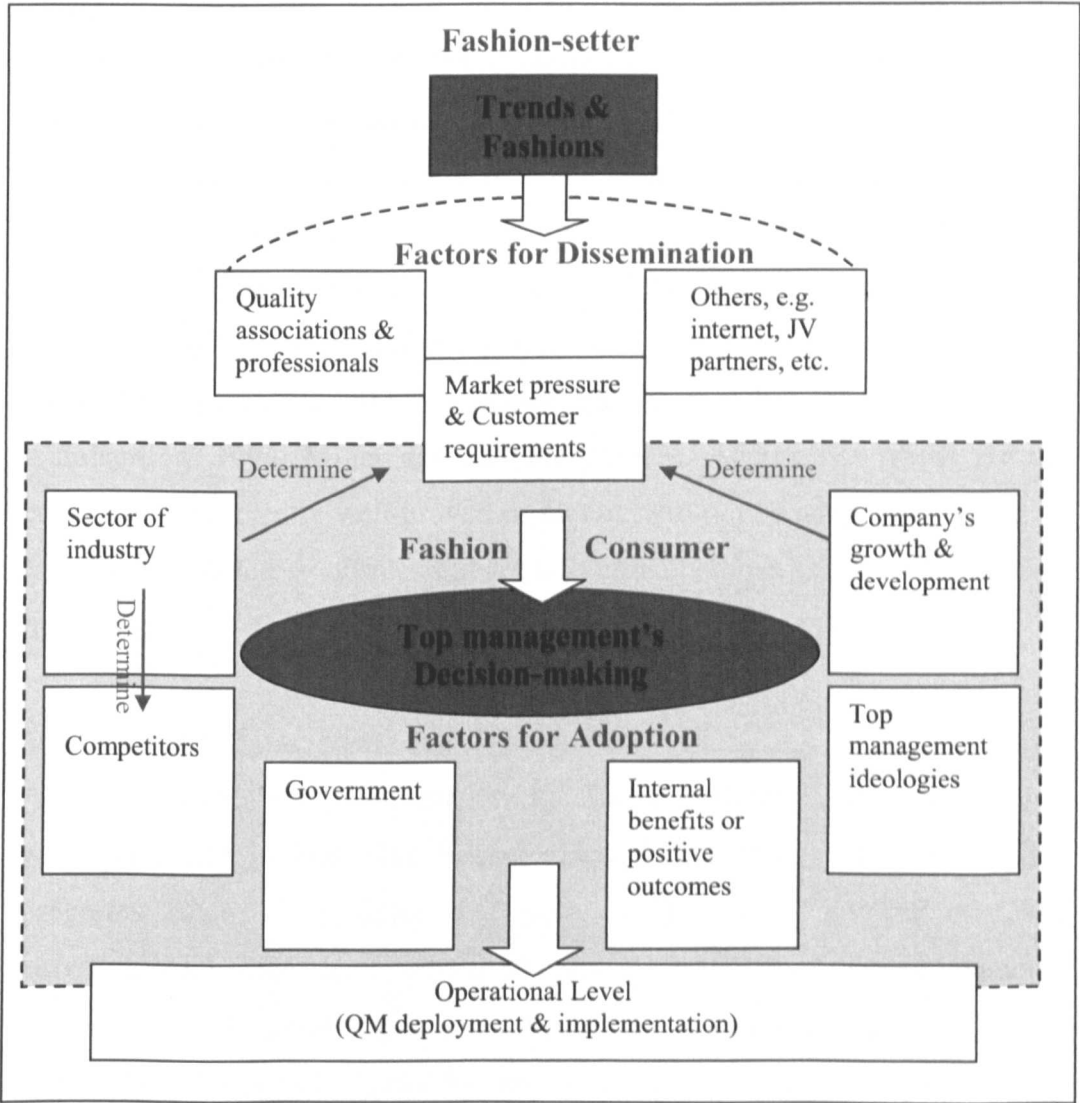 Fashion-setter
Trends &
Fashions
Factors for Dissemination
Quality
associations &
professionals
Market pressure
& Customer
requirements
Others, e.g.
internet, JV
partners, etc.
Determine
Determine
Sector of
industry
Fashion
Consumer
Company's
growth &
development
Determine
Top management's
Decision-making
Competitors
Factors for Adoption
Top
management
ideologies
Government
Internal
benefits or
positive
outcomes
Operational Level
(QM deployment & implementation)